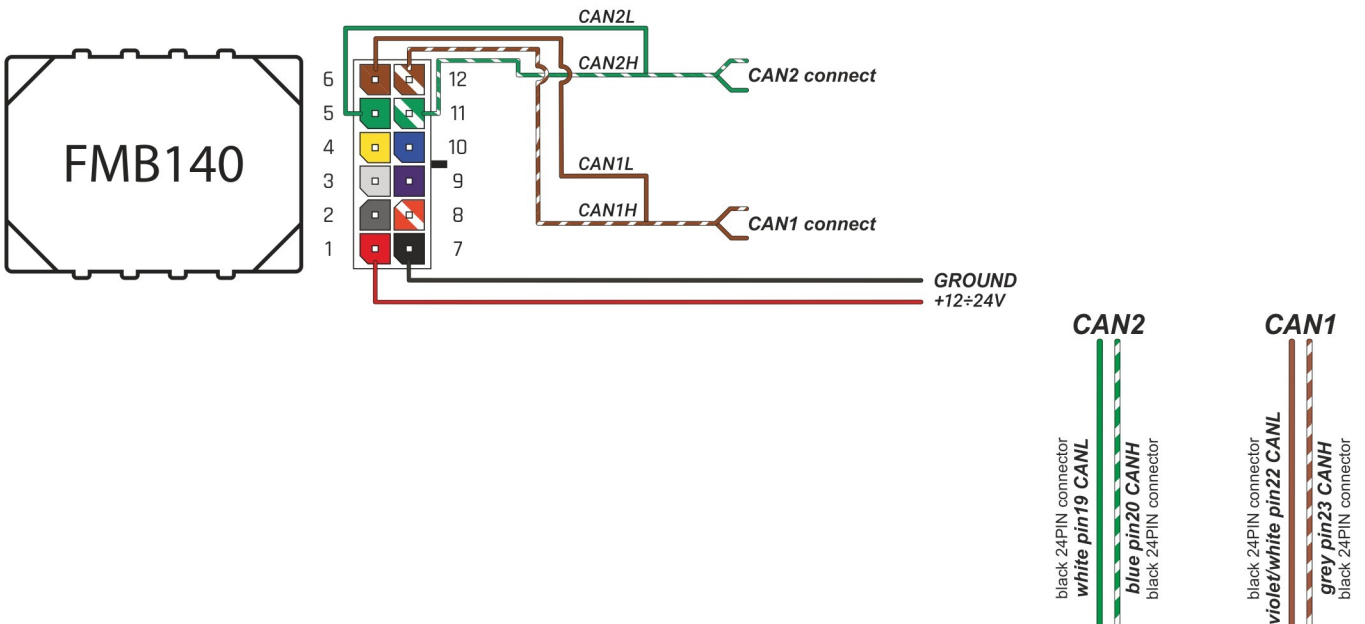 CAN2L
CAN2H
CAN2 connect
6
12
5
11
4
10
3
9
2
8
1
7
FMB140
CAN1L
CAN1H
CAN1 connect
GROUND
+12÷24V
CAN2
CAN1
black 24PIN connector
white pin19 CANL
blue pin20 CANH
black 24PIN connector
black 24PIN connector
violet/white pin22 CANL
grey pin23 CANH
black 24PIN connector